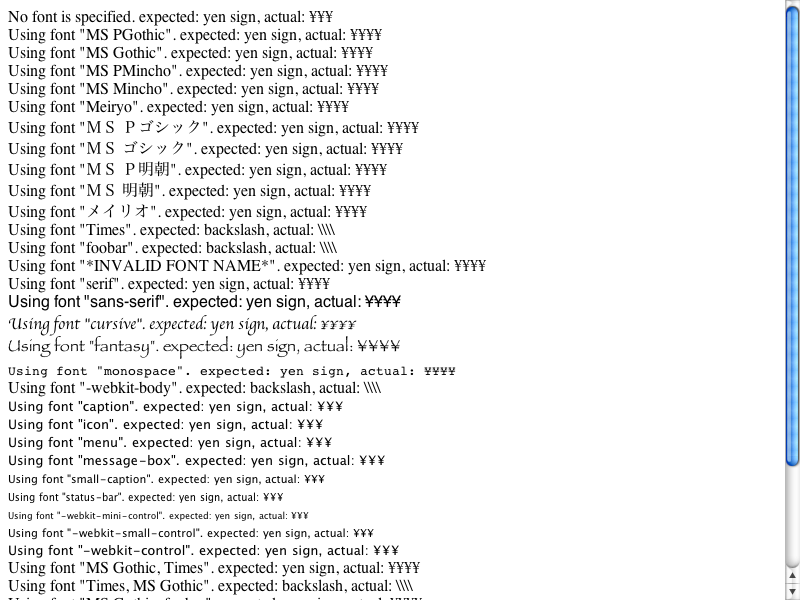 No font is specified. expected: yen sign, actual: ¥¥¥
Using font "MS PGothic". expected: yen sign, actual: ¥¥¥¥
Using font "MS Gothic". expected: yen sign, actual: ¥¥¥¥
Using font "MS PMincho". expected: yen sign, actual: ¥¥¥¥
Using font "MS Mincho". expected: yen sign, actual: ¥¥¥¥
Using font "Meiryo". expected: yen sign, actual: ¥¥¥¥
Using font "ＭＳ Ｐゴシック". expected: yen sign, actual: ¥¥¥¥
Using font "ＭＳ ゴシック". expected: yen sign, actual: ¥¥¥¥
Using font "ＭＳ Ｐ明朝". expected: yen sign, actual: ¥¥¥¥
Using font "ＭＳ 明朝". expected: yen sign, actual: ¥¥¥¥
Using font "メイリオ". expected: yen sign, actual: ¥¥¥¥
Using font "Times". expected: backslash, actual: \\\\
Using font "foobar". expected: backslash, actual: \\\\
Using font "*INVALID FONT NAME*". expected: yen sign, actual: ¥¥¥¥
Using font "serif". expected: yen sign, actual: ¥¥¥¥
Using font "sans-serif". expected: yen sign, actual: ¥¥¥¥
Using font "cursive". expected: yen sign, actual: ¥¥¥¥
Using font "fantasy". expected: yen sign, actual: ¥¥¥¥
Using font "monospace". expected: yen sign, actual: ¥¥¥¥
Using font "-webkit-body". expected: backslash, actual: \\\\
Using font "caption". expected: yen sign, actual: ¥¥¥
Using font "icon". expected: yen sign, actual: ¥¥¥
Using font "menu". expected: yen sign, actual: ¥¥¥
Using font "message-box". expected: yen sign, actual: ¥¥¥
Using font "small-caption". expected: yen sign, actual: ¥¥¥
Using font "status-bar". expected: yen sign, actual: ¥¥¥
Using font "-webkit-mini-control". expected: yen sign, actual: ¥¥¥
Using font "-webkit-small-control". expected: yen sign, actual: ¥¥¥
Using font "-webkit-control". expected: yen sign, actual: ¥¥¥
Using font "MS Gothic, Times". expected: yen sign, actual: ¥¥¥¥
Using font "Times, MS Gothic". expected: backslash, actual: \\\\